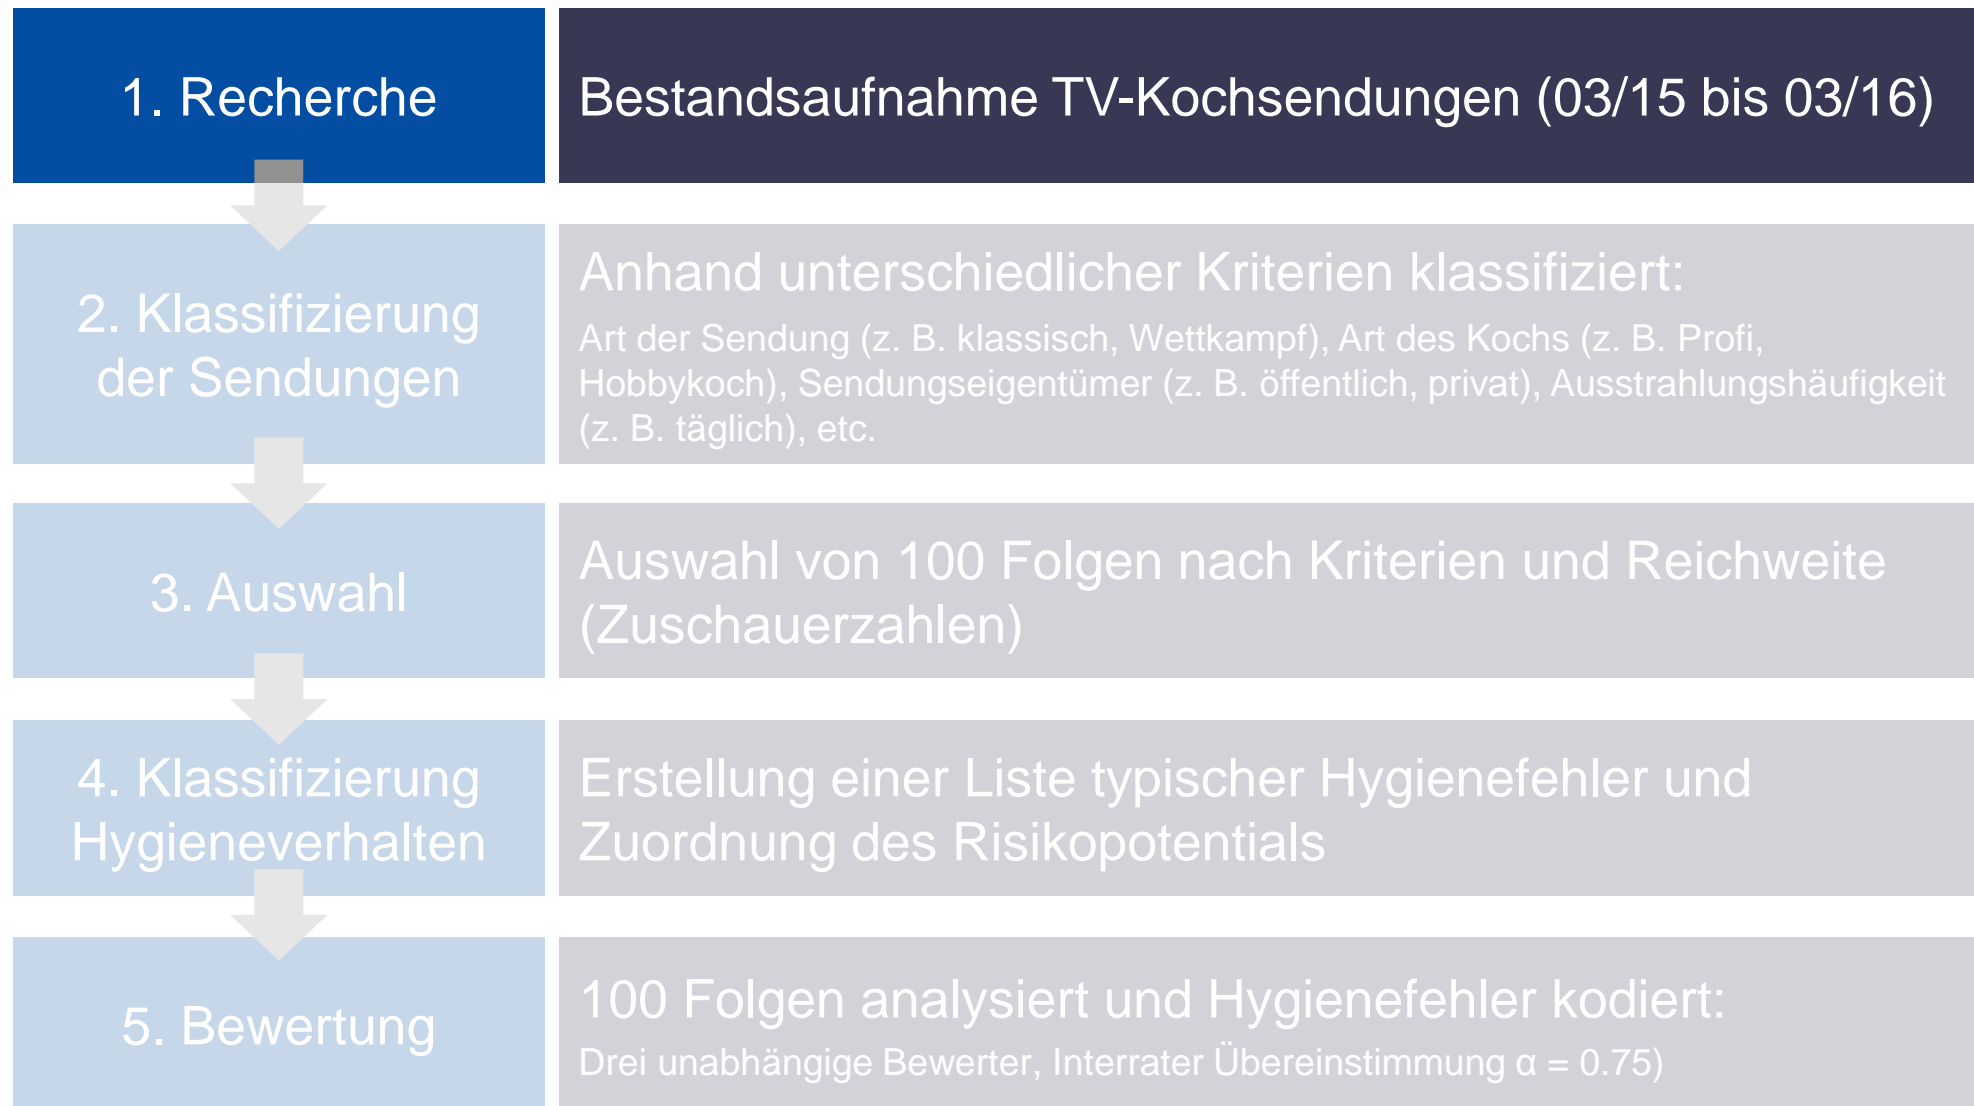 1. Recherche
Bestandsaufnahme TV-Kochsendungen (03/15 bis 03/16)
2. Klassifizierung
der Sendungen
Anhand unterschiedlicher Kriterien klassifiziert:
Art der Sendung (z. B. klassisch, Wettkampf), Art des Kochs (z. B. Profi,
Hobbykoch), Sendungseigentümer (z. B. öffentlich, privat), Ausstrahlungshäufigkeit
(z. B. täglich), etc.
3. Auswahl
Auswahl von 100 Folgen nach Kriterien und Reichweite
(Zuschauerzahlen)
4. Klassifizierung
Hygieneverhalten
Erstellung einer Liste typischer Hygienefehler und
Zuordnung des Risikopotentials
5. Bewertung
100 Folgen analysiert und Hygienefehler kodiert:
Drei unabhängige Bewerter, Interrater Übereinstimmung α = 0.75)